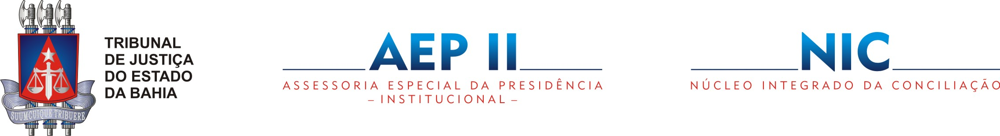 TRIBUNAL
DE JUSTIÇA
DO ESTADO
DA BAHIA
SUUM CUIQUE TRIBUERE
AEP II
ASSESSORIA ESPECIAL DA PRESIDÊNCIA
– INSTITUCIONAL –
NIC
NÚCLEO INTEGRADO DA CONCILIAÇÃO